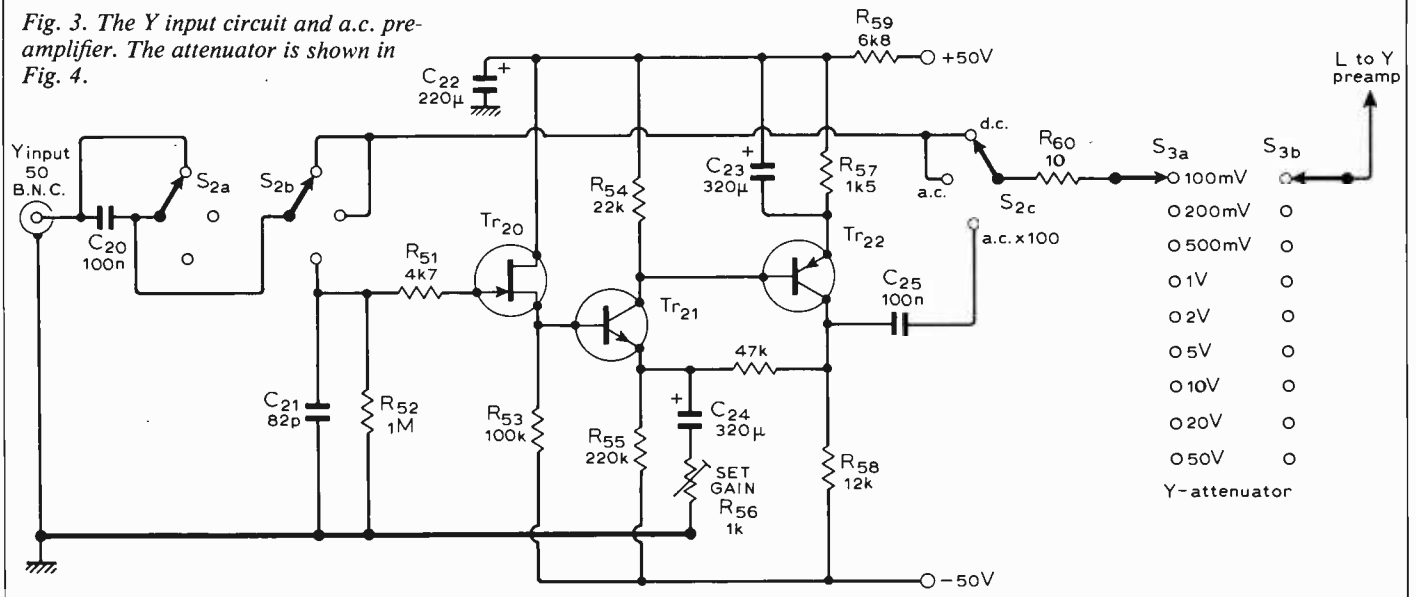 Fig. 3. The Y input circuit and a.c. pre-
amplifier. The attenuator is shown in
Fig. 4.
R59
6k8
+50V
C22
220µ
+
L to Y
preamp
Y input
50
B.N.C.
S2a
S2b
C20
100n
R54
22k
+
C23
320µ
R57
1k5
d.c.
a.c.
S2c
R60
10
S3a
S3b
100mV
200mV
500mV
1V
2V
5V
10V
20V
50V
Y-attenuator
a.c.x100
R51
4k7
Tr20
Tr21
Tr22
C25
100n
47k
C21
82p
R52
1M
R53
100k
R55
220k
+
C24
320µ
SET
GAIN
R56
1k
R58
12k
-50V